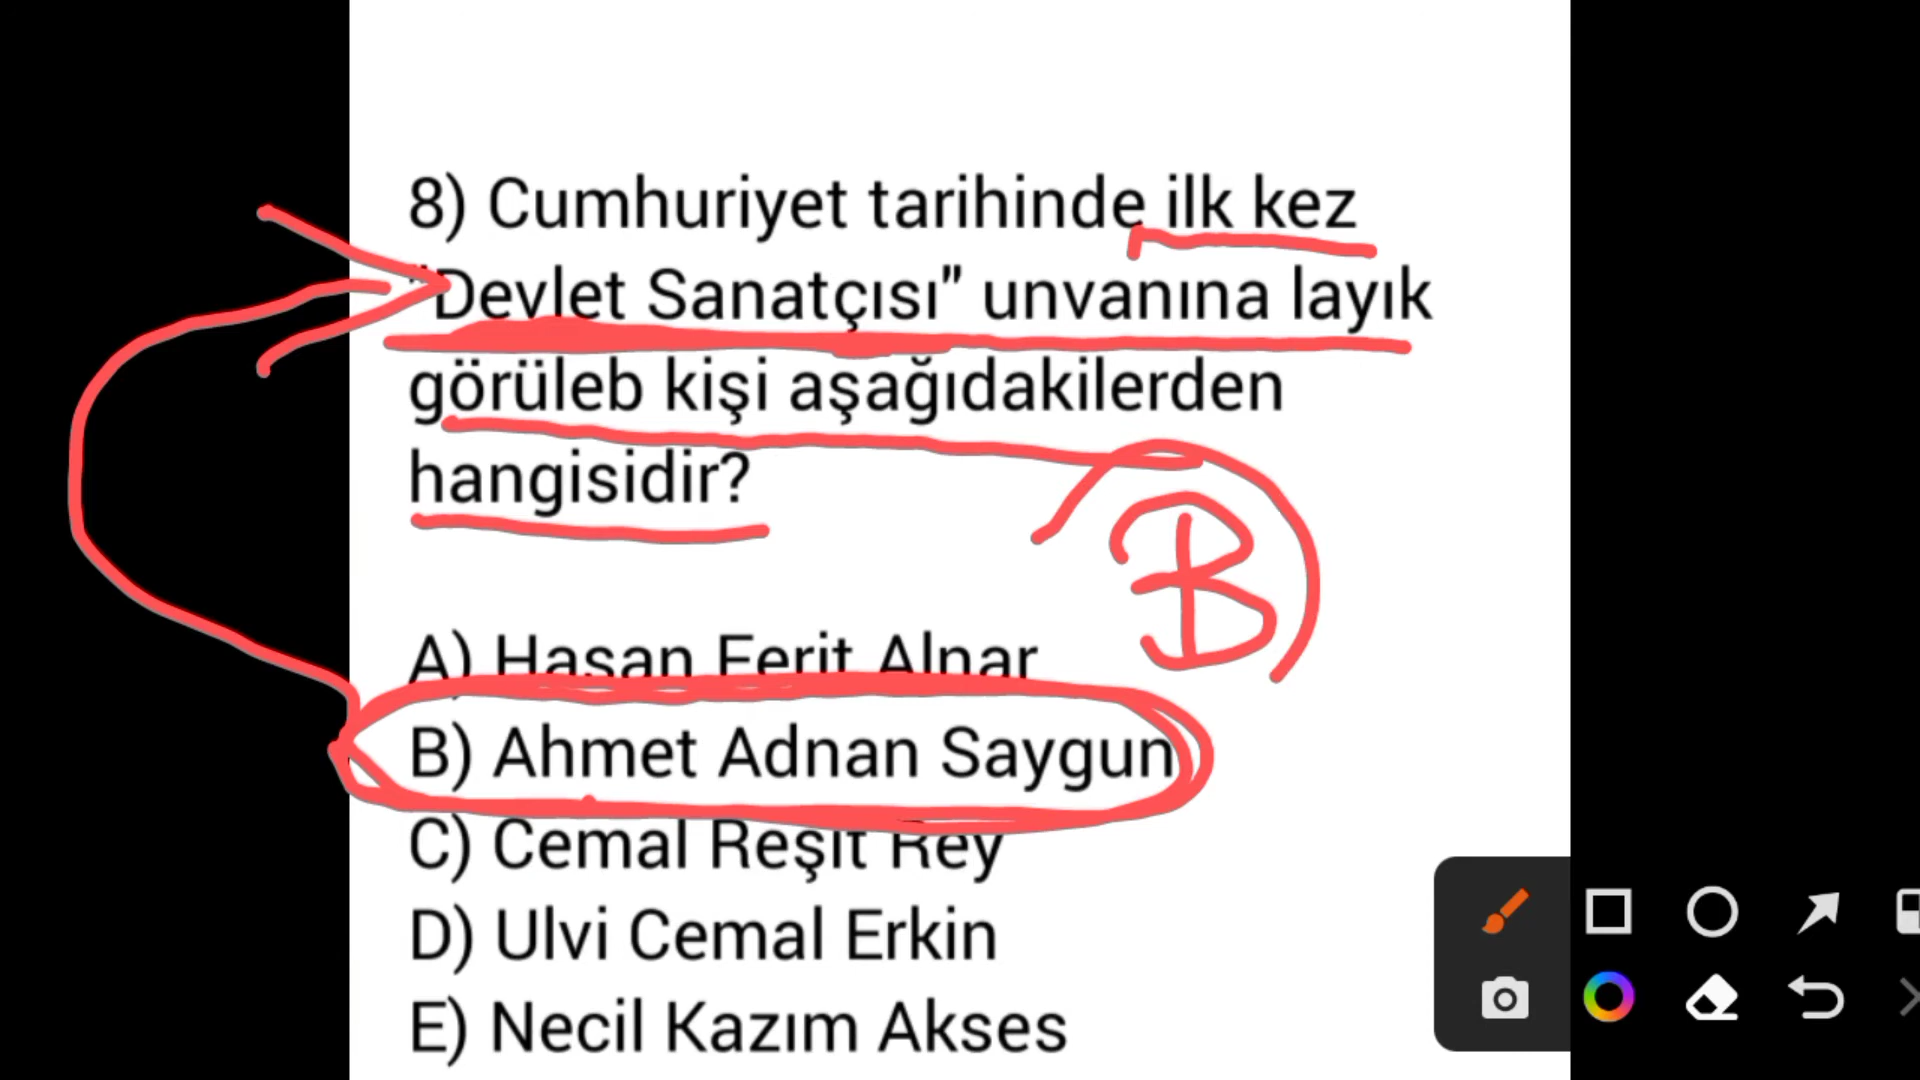 8) Cumhuriyet tarihinde ilk kez
"Devlet Sanatçısı" unvanına layık
görüleb kişi aşağıdakilerden
hangisidir?
B
A) Hasan Ferit Alnar
B) Ahmet Adnan Saygun
C) Cemal Reşit Rey
D) Ulvi Cemal Erkin
E) Necil Kazım Akses